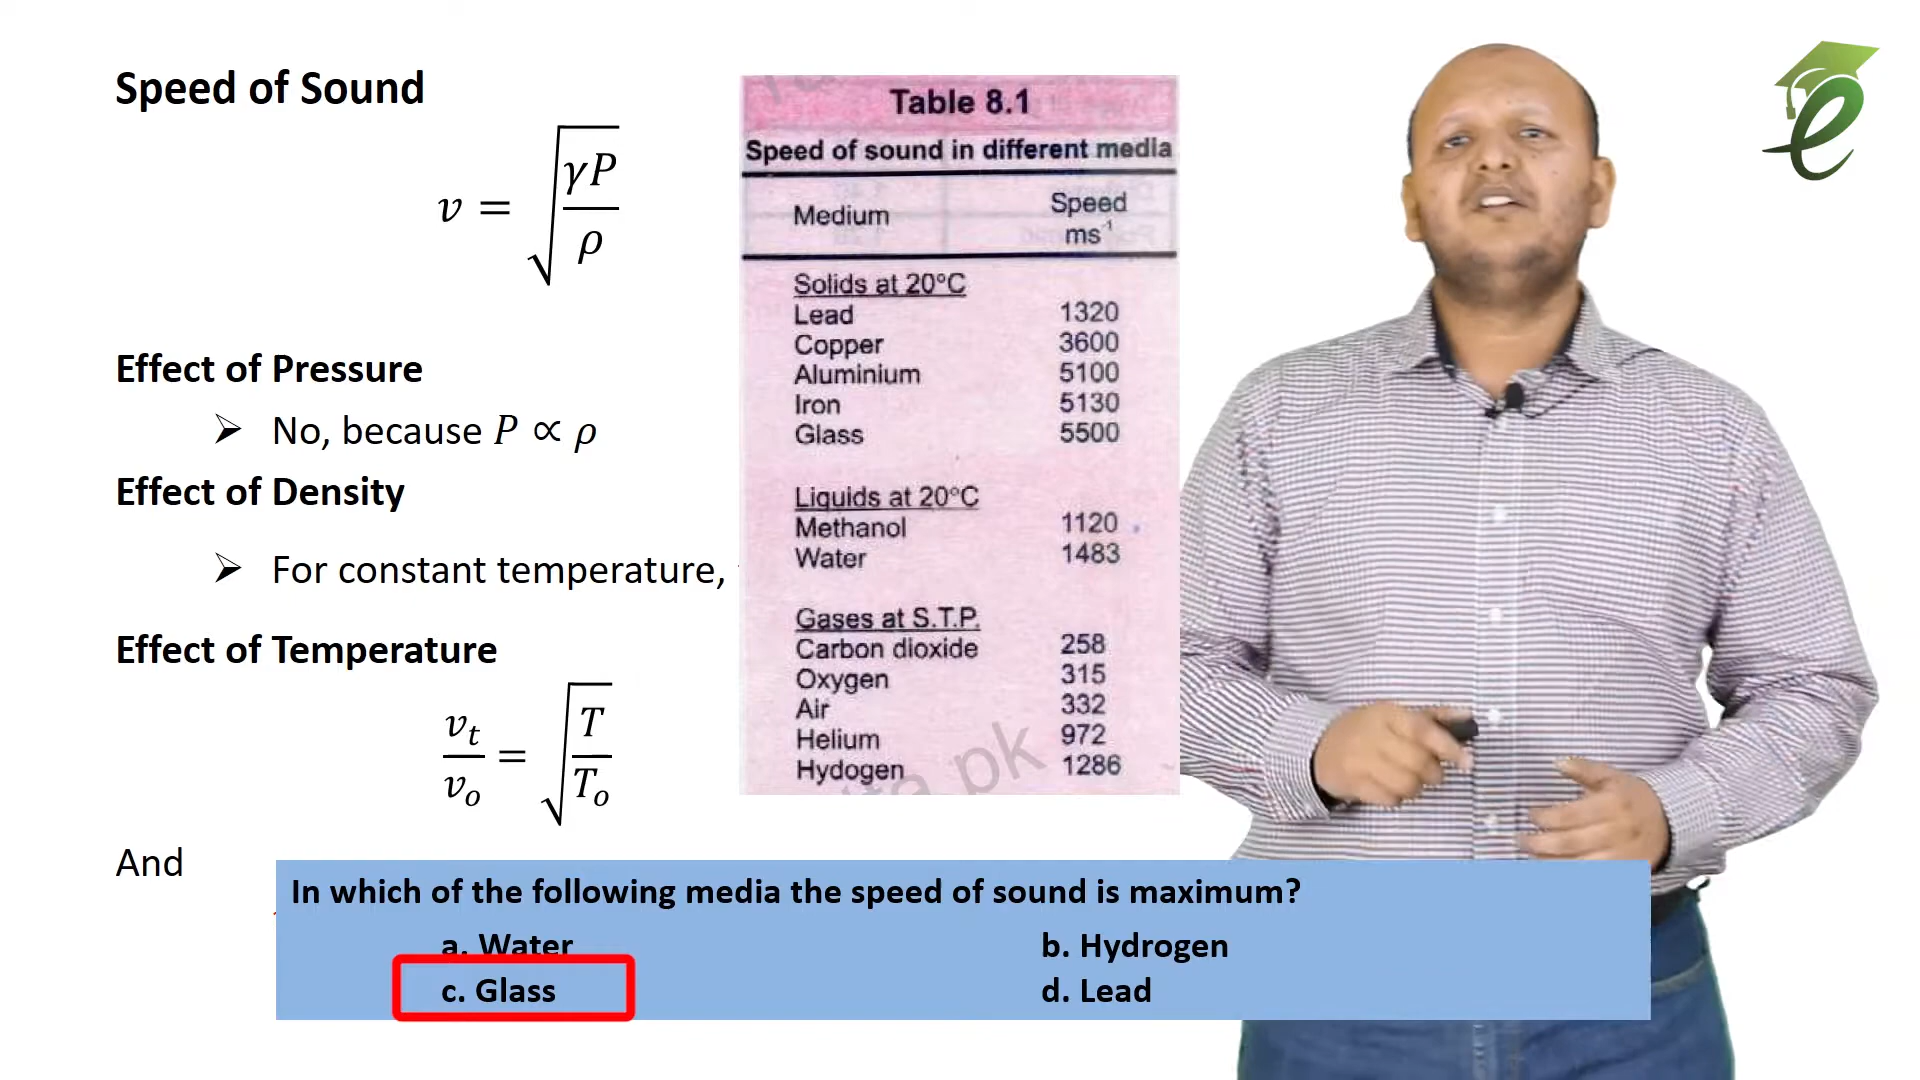 Speed of Sound
v = √(γP/ρ)
Effect of Pressure
➢ No, because P ∝ ρ
Effect of Density
➢ For constant temperature,
Effect of Temperature
v_t/v_o = √(T/T_o)
And
Table 8.1
Speed of sound in different media
Medium Speed ms⁻¹
Solids at 20°C
Lead 1320
Copper 3600
Aluminium 5100
Iron 5130
Glass 5500
Liquids at 20°C
Methanol 1120
Water 1483
Gases at S.T.P.
Carbon dioxide 258
Oxygen 315
Air 332
Helium 972
Hydogen 1286
In which of the following media the speed of sound is maximum?
a. Water b. Hydrogen
c. Glass d. Lead
e